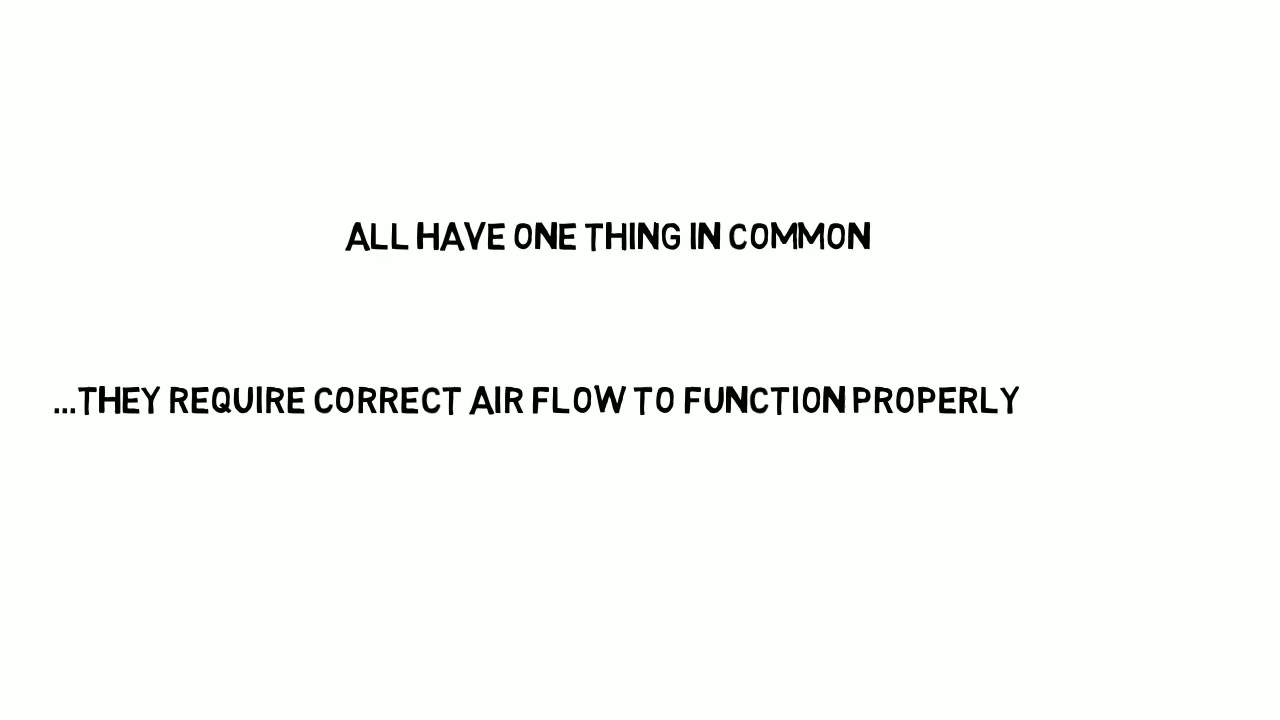 ALL HAVE ONE THING IN COMMON
...THEY REQUIRE CORRECT AIR FLOW TO FUNCTION PROPERLY